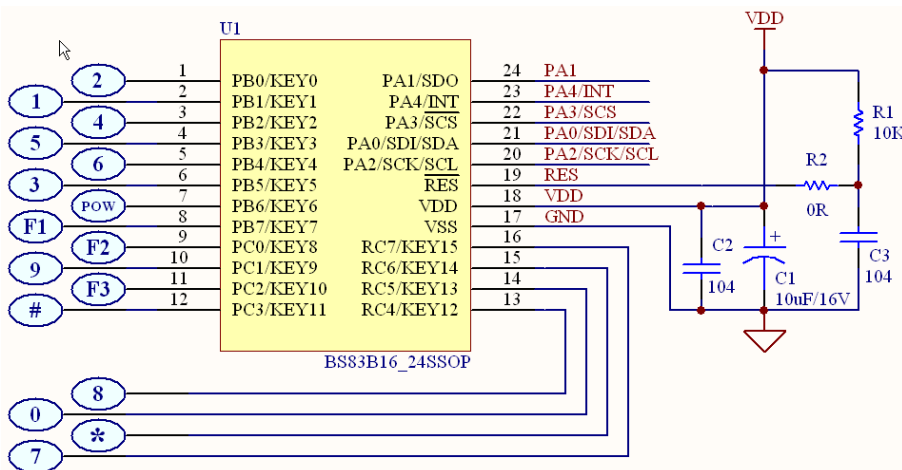 U1
VDD
2 1 PB0/KEY0 PA1/SDO 24 PA1
1 2 PB1/KEY1 PA4/INT 23 PA4/INT
4 3 PB2/KEY2 PA3/SCS 22 PA3/SCS
5 4 PB3/KEY3 PA0/SDI/SDA 21 PA0/SDI/SDA
6 5 PB4/KEY4 PA2/SCK/SCL 20 PA2/SCK/SCL
3 6 PB5/KEY5 RES 19 RES
POW 7 PB6/KEY6 VDD 18 VDD
F1 8 PB7/KEY7 VSS 17 GND
F2 9 PC0/KEY8 RC7/KEY15 16
9 10 PC1/KEY9 RC6/KEY14 15
F3 11 PC2/KEY10 RC5/KEY13 14
# 12 PC3/KEY11 RC4/KEY12 13
R1
10K
R2
0R
C2
104
C1
10uF/16V
C3
104
BS83B16_24SSOP
8
0
*
7